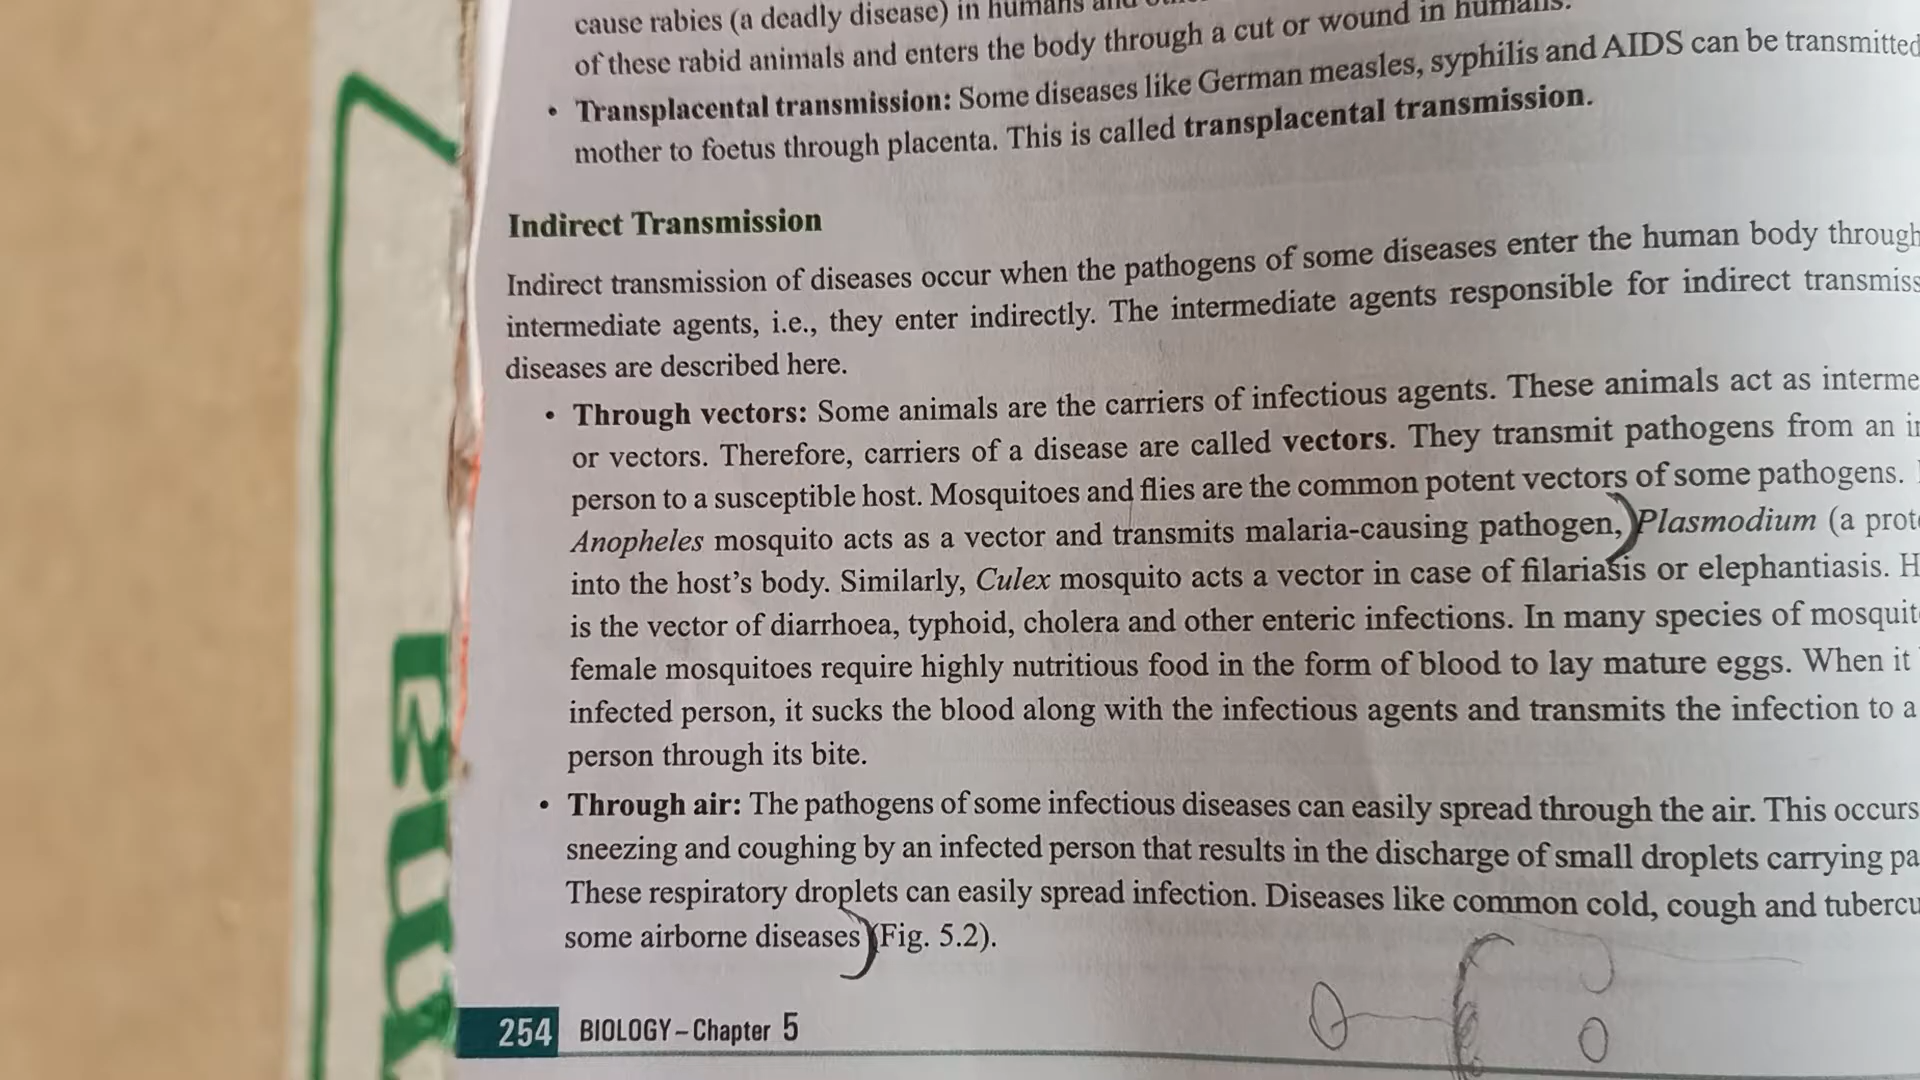 cause rabies (a deadly disease) in humans and
of these rabid animals and enters the body through a cut or wound in humans.
• Transplacental transmission: Some diseases like German measles, syphilis and AIDS can be transmitted
mother to foetus through placenta. This is called transplacental transmission.
Indirect Transmission
Indirect transmission of diseases occur when the pathogens of some diseases enter the human body through
intermediate agents, i.e., they enter indirectly. The intermediate agents responsible for indirect transmiss
diseases are described here.
• Through vectors: Some animals are the carriers of infectious agents. These animals act as interme
or vectors. Therefore, carriers of a disease are called vectors. They transmit pathogens from an
person to a susceptible host. Mosquitoes and flies are the common potent vectors of some pathogens.
Anopheles mosquito acts as a vector and transmits malaria-causing pathogen, Plasmodium (a prot
into the host's body. Similarly, Culex mosquito acts a vector in case of filariasis or elephantiasis. H
is the vector of diarrhoea, typhoid, cholera and other enteric infections. In many species of mosquit
female mosquitoes require highly nutritious food in the form of blood to lay mature eggs. When it
infected person, it sucks the blood along with the infectious agents and transmits the infection to a
person through its bite.
• Through air: The pathogens of some infectious diseases can easily spread through the air. This occurs
sneezing and coughing by an infected person that results in the discharge of small droplets carrying pa
These respiratory droplets can easily spread infection. Diseases like common cold, cough and tubercu
some airborne diseases (Fig. 5.2).
254 BIOLOGY – Chapter 5